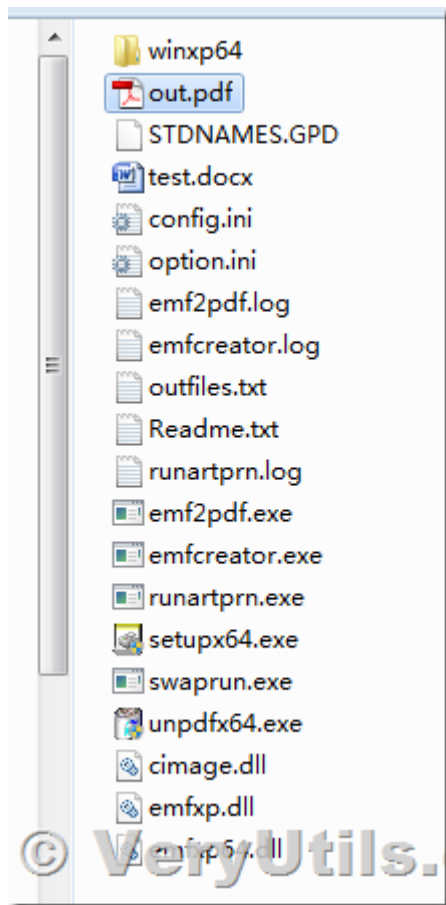 winxp64
out.pdf
STDNAMES.GPD
test.docx
config.ini
option.ini
emf2pdf.log
emfcreator.log
outfiles.txt
Readme.txt
runartprn.log
emf2pdf.exe
emfcreator.exe
runartprn.exe
setupx64.exe
swaprun.exe
unpdfx64.exe
cimage.dll
emfxp.dll
emfxp64.dll
© VeryUtils.